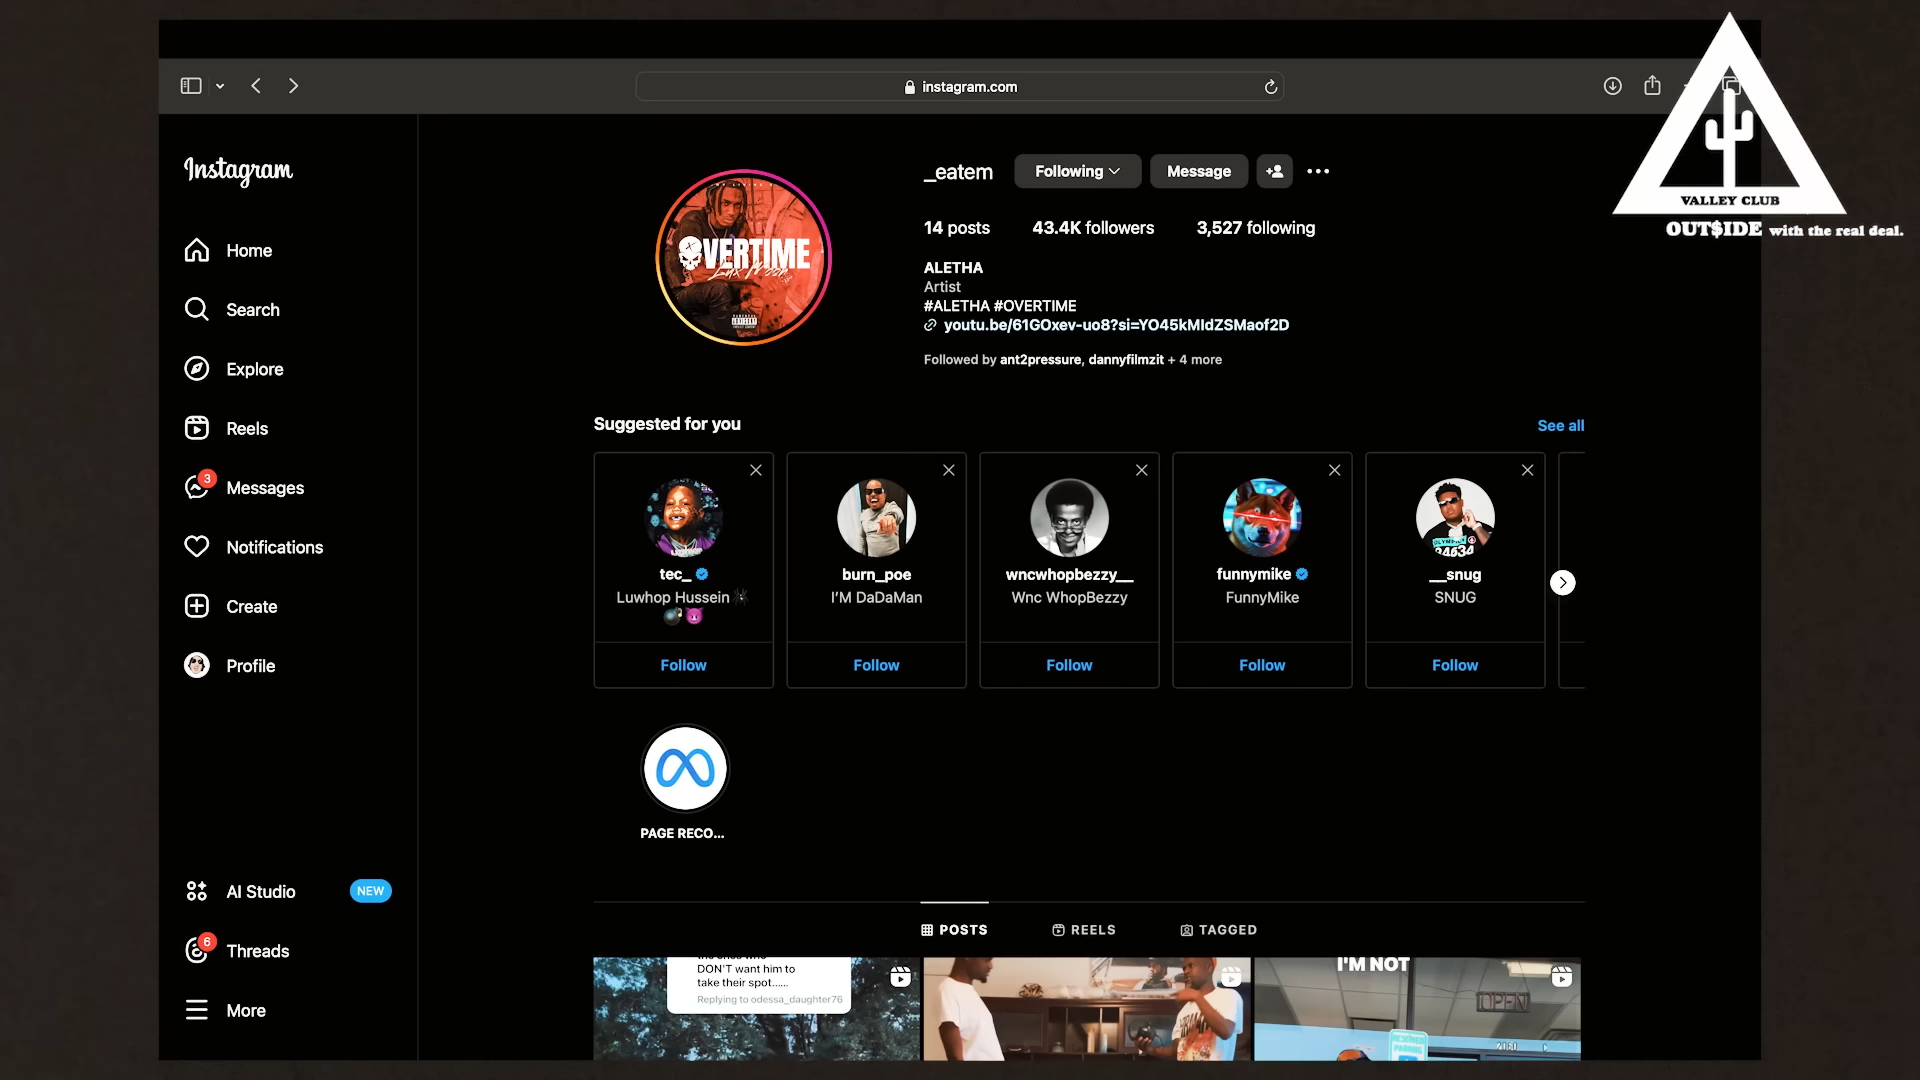 instagram.com
VALLEY CLUB
OUT$IDE with the real deal.
Instagram
Home
Search
Explore
Reels
3
Messages
Notifications
Create
Profile
AI Studio
NEW
6
Threads
More
OVERTIME
Lux Moon
_eatem
Following
Message
14 posts
43.4K followers
3,527 following
ALETHA
Artist
#ALETHA #OVERTIME
youtu.be/61GOxev-uo8?si=YO45kMIdZSMaof2D
Followed by ant2pressure, dannyfilmzit + 4 more
Suggested for you
See all
tec_
Luwhop Hussein
Follow
burn_poe
I'M DaDaMan
Follow
wncwhopbezzy__
Wnc WhopBezzy
Follow
funnymike
FunnyMike
Follow
__snug
SNUG
Follow
PAGE RECO...
POSTS
REELS
TAGGED
DON'T want him to
take their spot......
Replying to odessa_daughter76
I'M NOT
OPEN